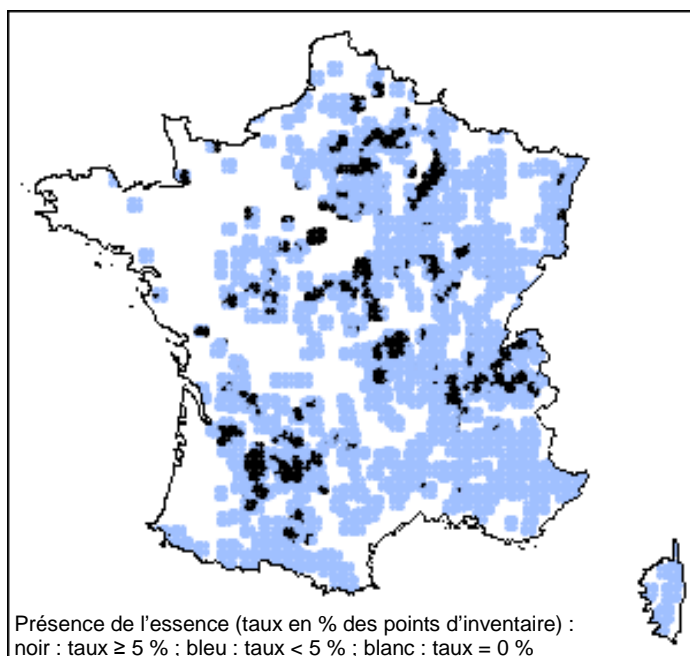 Présence de l’essence (taux en % des points d’inventaire) :
noir : taux ≥ 5 % ; bleu : taux < 5 % ; blanc : taux = 0 %